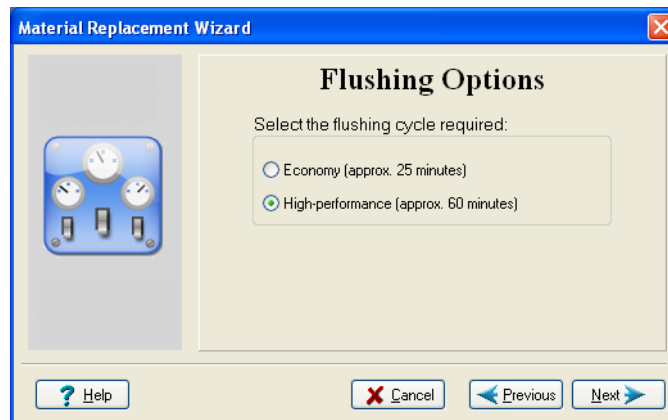 Material Replacement Wizard
Flushing Options
Select the flushing cycle required:
Economy (approx. 25 minutes)
High-performance (approx. 60 minutes)
? Help
Cancel
Previous
Next